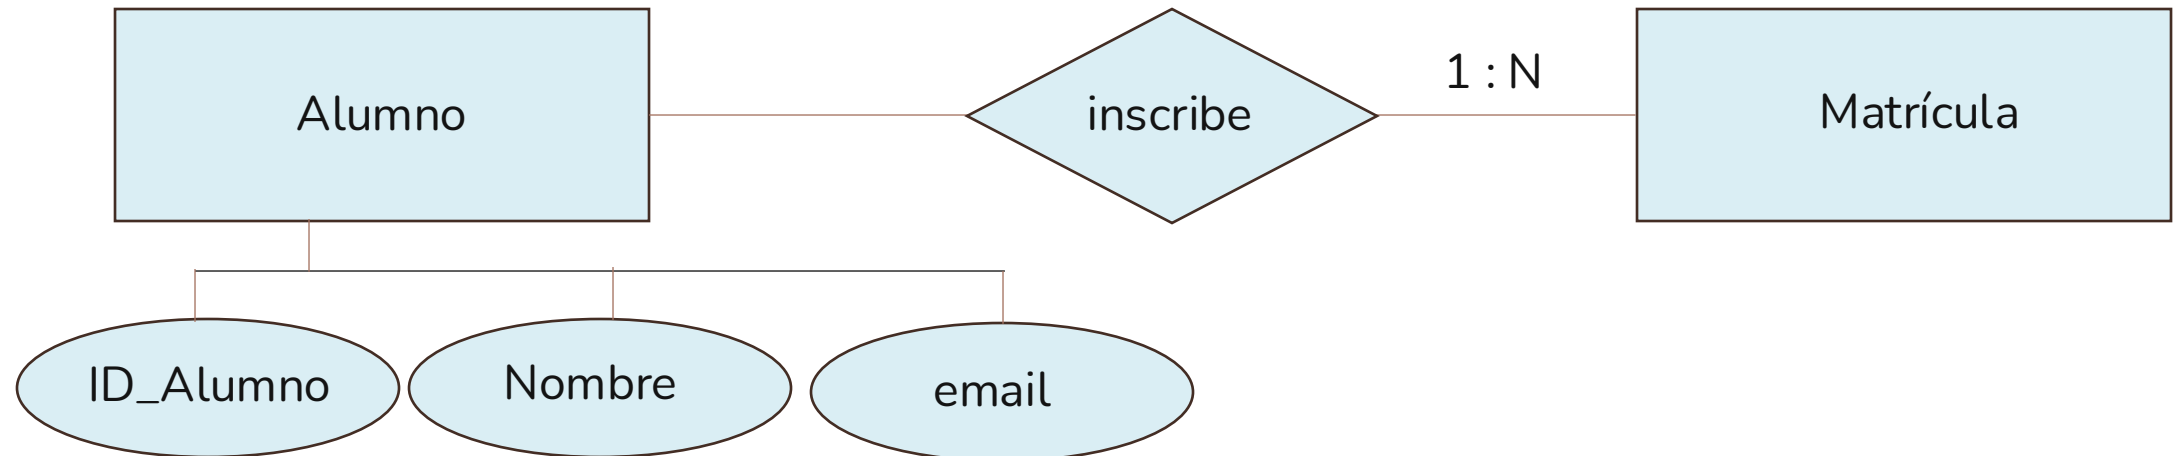 Alumno
inscribe
1 : N
Matrícula
ID_Alumno
Nombre
email